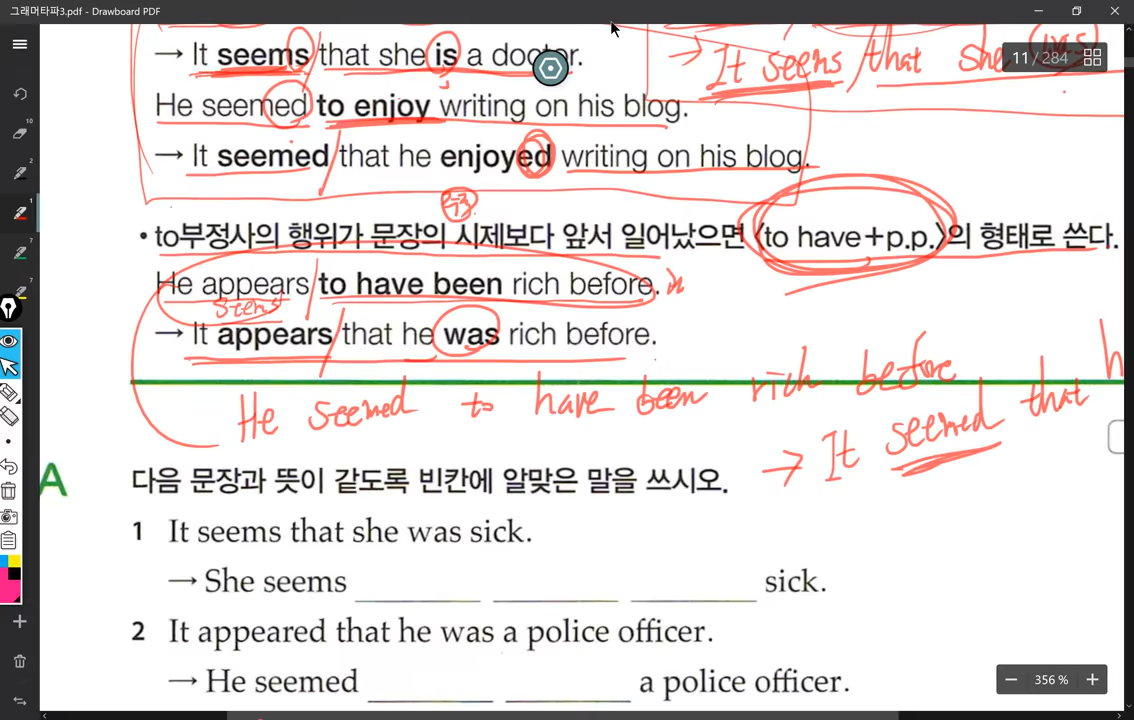 그래머타파3.pdf - Drawboard PDF
→ It seems that she is a doctor.
→ It seems / that she was
11 / 284
He seemed to enjoy writing on his blog.
→ It seemed that he enjoyed writing on his blog.
• to부정사의 행위가 문장의 시제보다 앞서 일어났으면 〈to have+p.p.〉의 형태로 쓴다.
He appears to have been rich before.
seems
→ It appears that he was rich before.
He seemed to have been rich before
→ It seemed that h
A
다음 문장과 뜻이 같도록 빈칸에 알맞은 말을 쓰시오.
1 It seems that she was sick.
→ She seems ________ ________ ________ sick.
2 It appeared that he was a police officer.
→ He seemed ________ ________ a police officer.
356 %